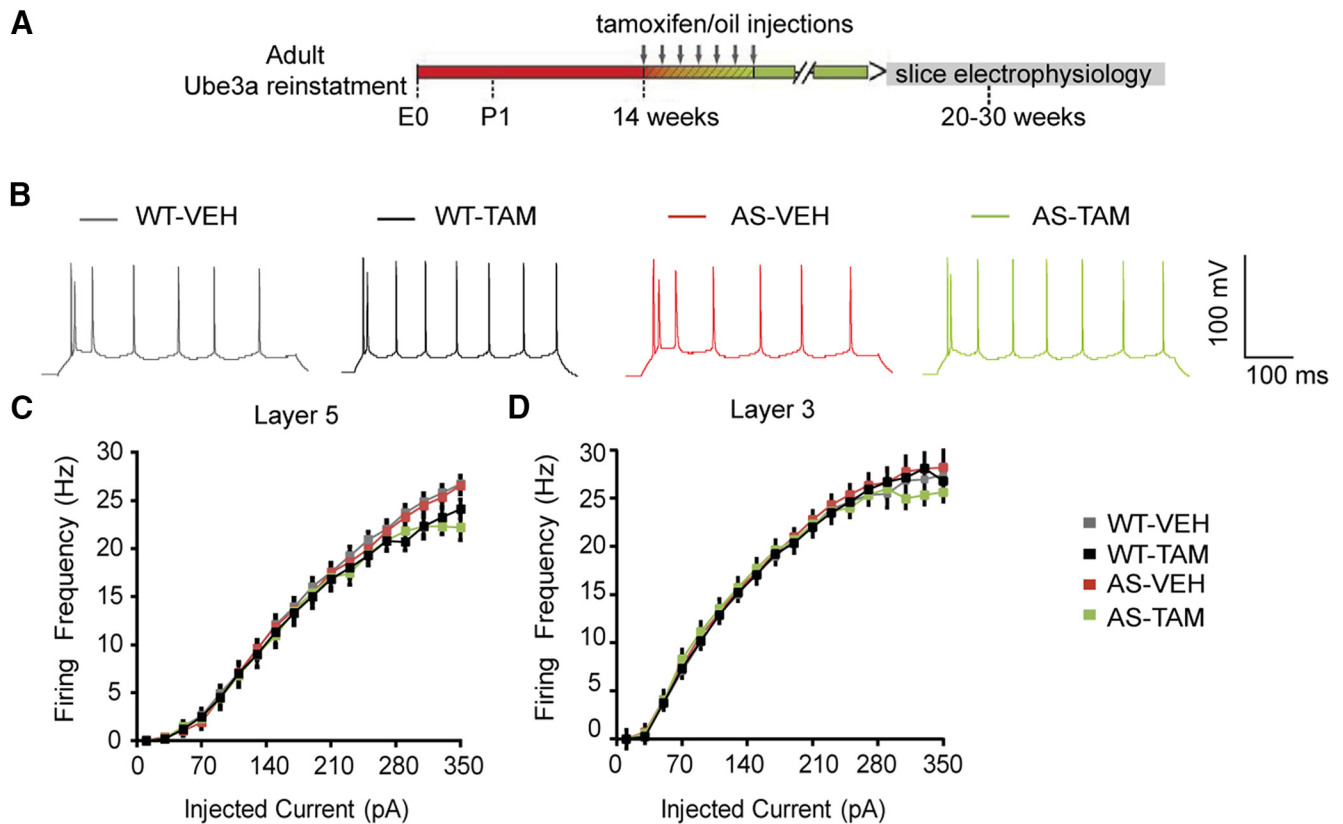 A
tamoxifen/oil injections
Adult
Ube3a reinstatment
slice electrophysiology
E0
P1
14 weeks
20-30 weeks
B
WT-VEH
WT-TAM
AS-VEH
AS-TAM
100 mV
100 ms
C
Layer 5
Firing Frequency (Hz)
30
25
20
15
10
5
0
0 70 140 210 280 350
Injected Current (pA)
D
Layer 3
Firing Frequency (Hz)
30
25
20
15
10
5
0
0 70 140 210 280 350
Injected Current (pA)
WT-VEH
WT-TAM
AS-VEH
AS-TAM